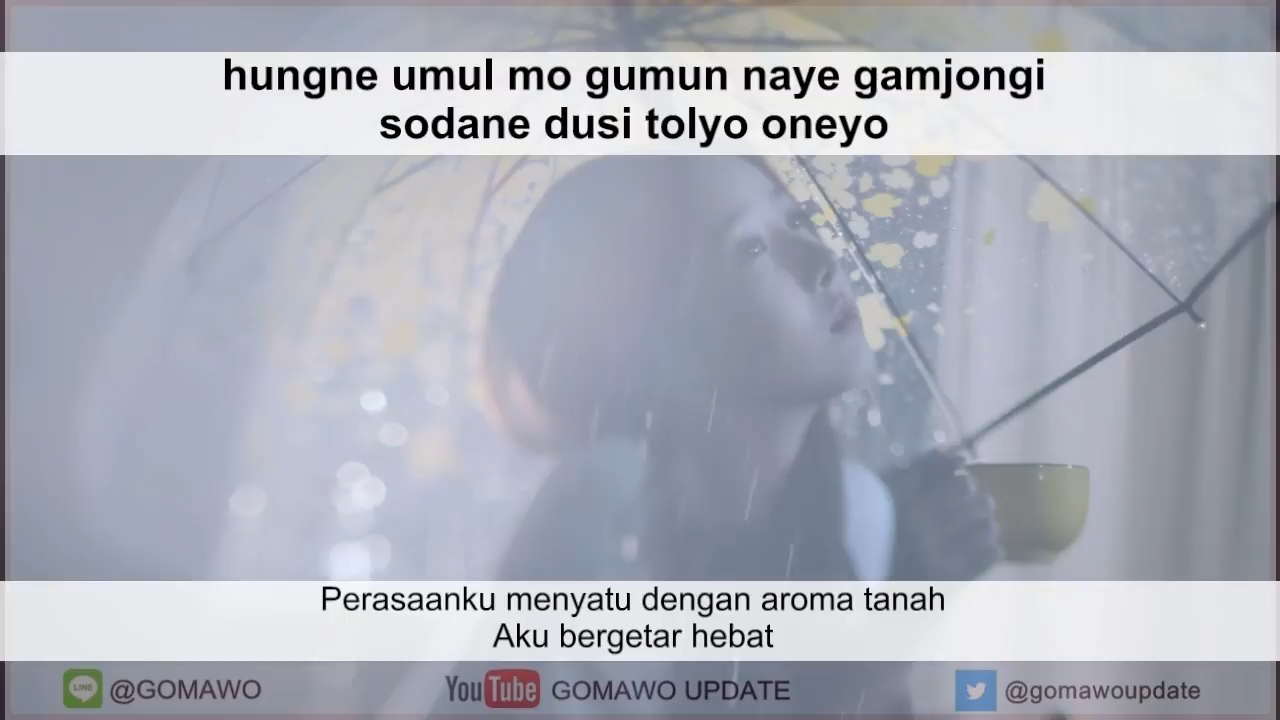 hungne umul mo gumun naye gamjongi
sodane dusi tolyo oneyo
Perasaanku menyatu dengan aroma tanah
Aku bergetar hebat
LINE @GOMAWO
YouTube GOMAWO UPDATE
@gomawoupdate